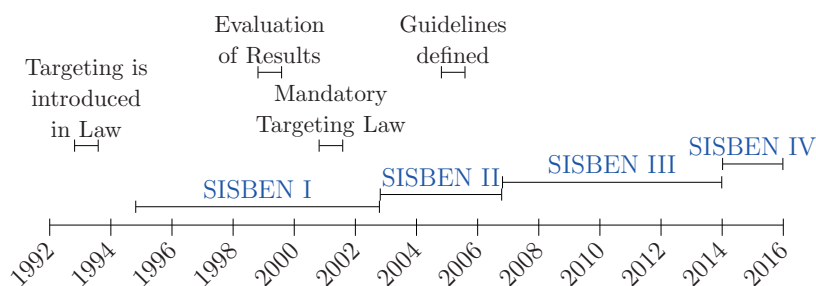 Evaluation
of Results
Guidelines
defined
Targeting is
introduced
in Law
Mandatory
Targeting Law
SISBEN I
SISBEN II
SISBEN III
SISBEN IV
1992
1994
1996
1998
2000
2002
2004
2006
2008
2010
2012
2014
2016